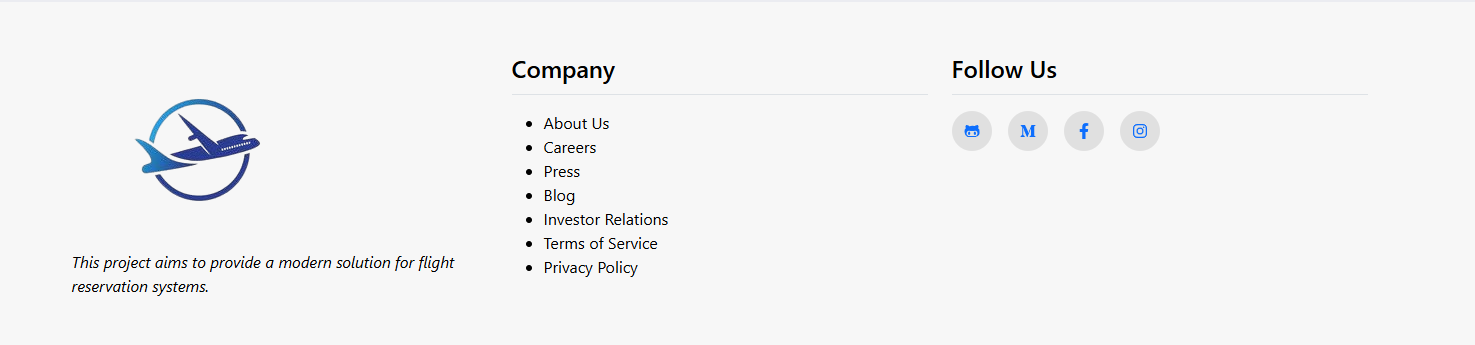 This project aims to provide a modern solution for flight
reservation systems.
Company
About Us
Careers
Press
Blog
Investor Relations
Terms of Service
Privacy Policy
Follow Us